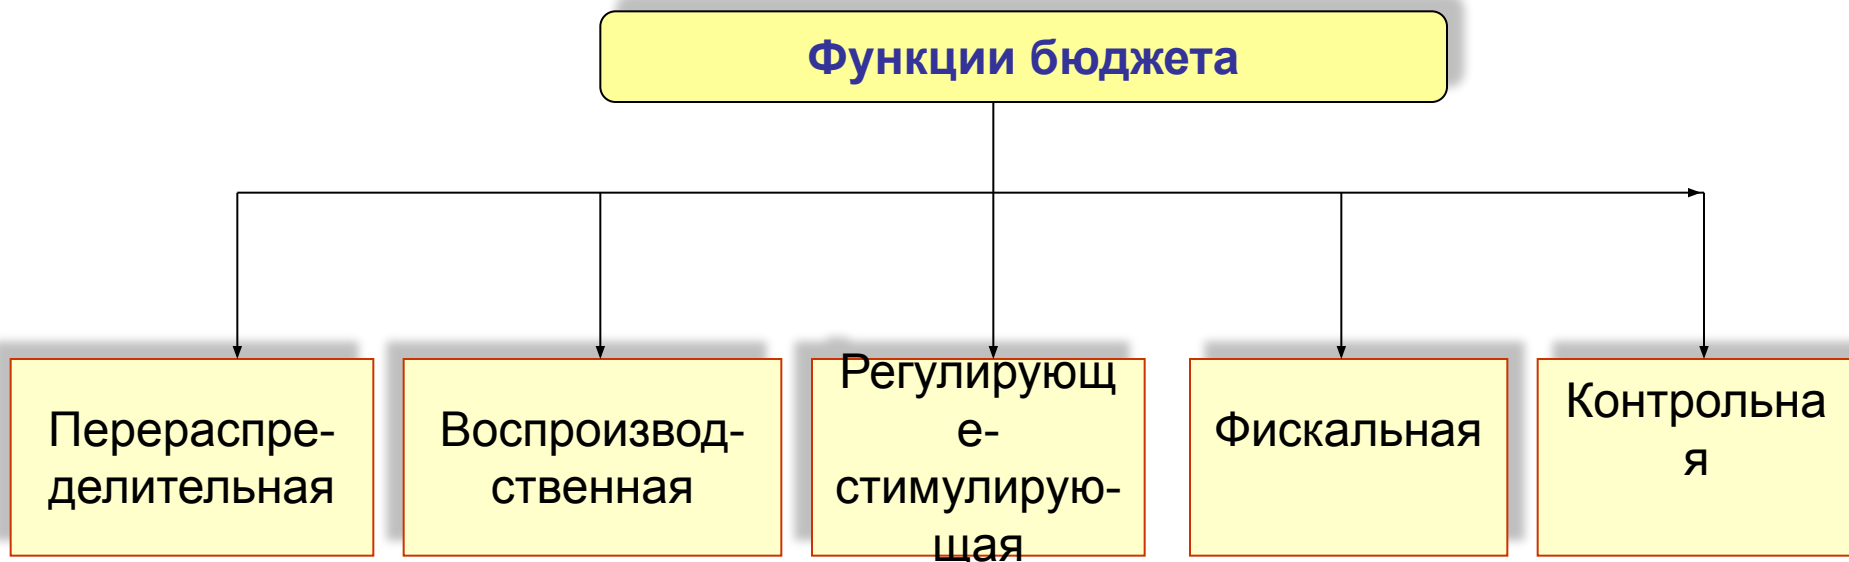 Функции бюджета
Перераспре-
делительная
Воспроизвод-
ственная
Регулирующ
е-
стимулирую-
щая
Фискальная
Контрольна
я